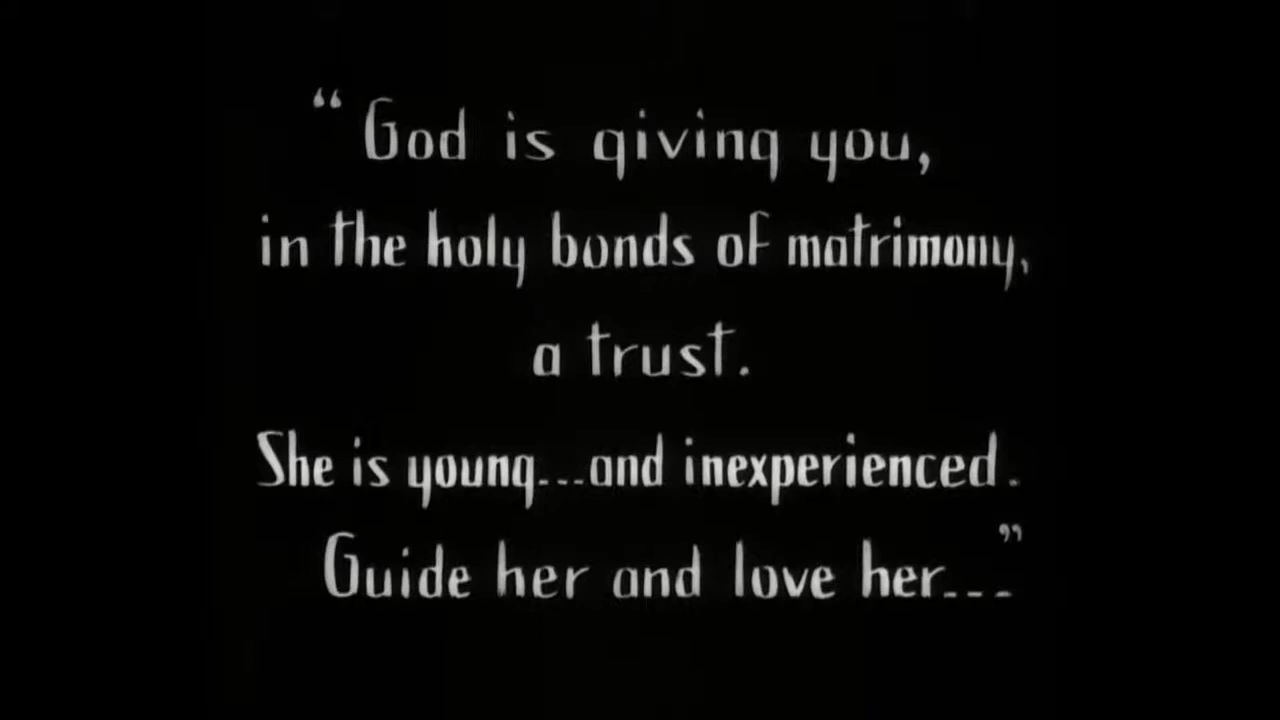 “God is giving you,
in the holy bonds of matrimony,
a trust.
She is young...and inexperienced.
Guide her and love her...”